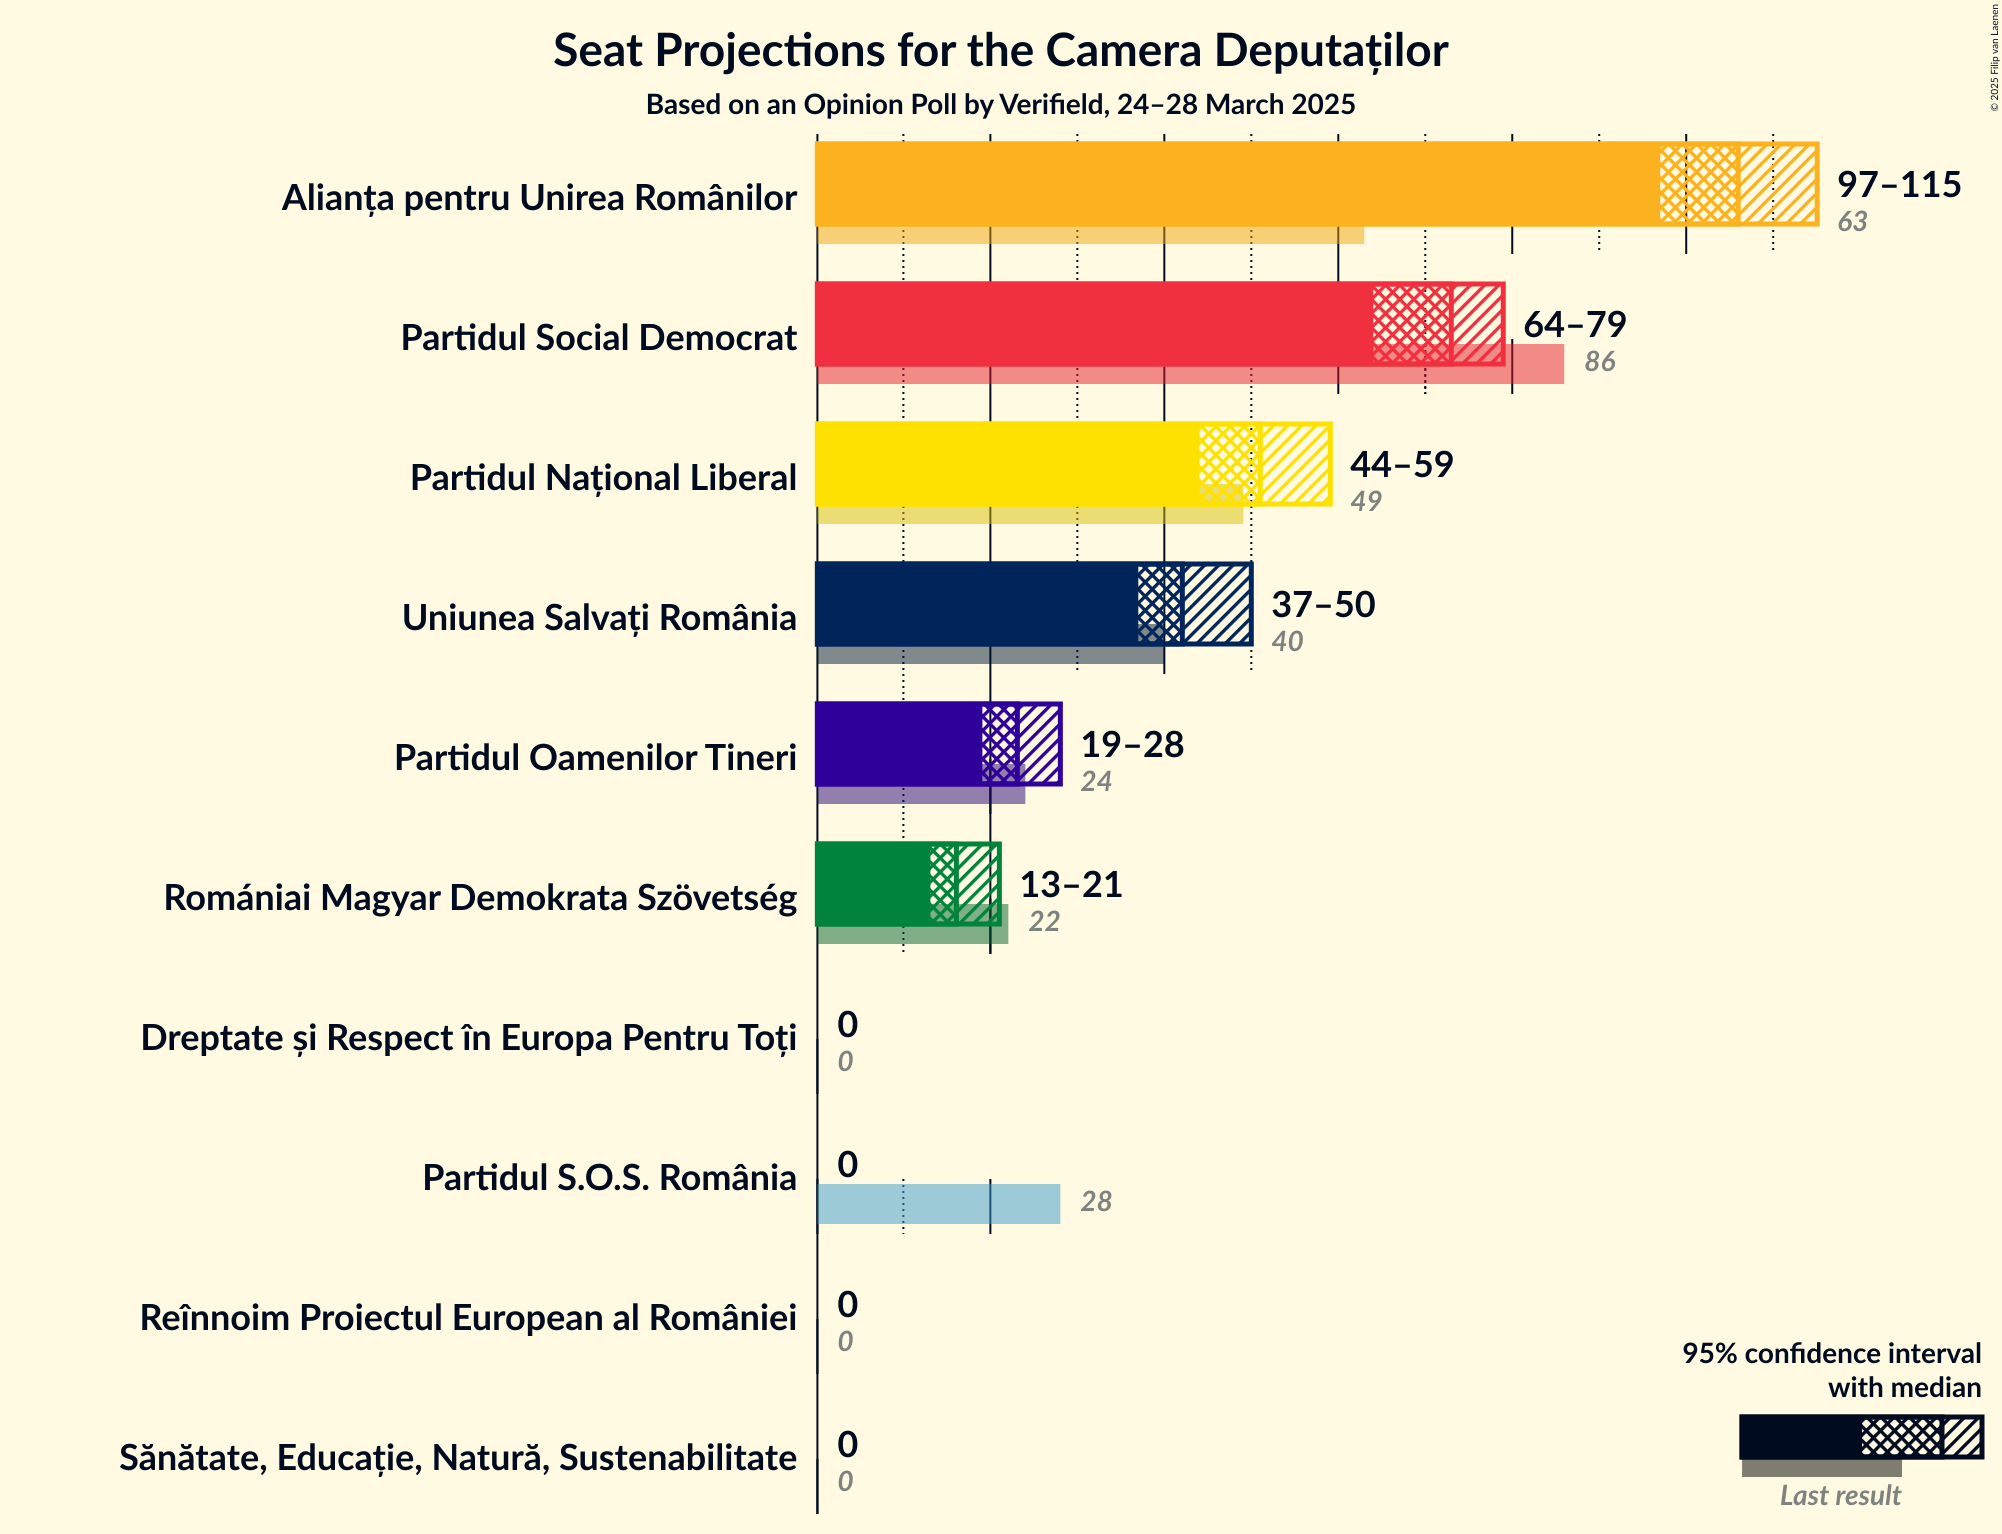 Seat Projections for the Camera Deputaților
Based on an Opinion Poll by Verifield, 24–28 March 2025
© 2025 Filip van Laenen
Alianța pentru Unirea Românilor
97–115
63
Partidul Social Democrat
64–79
86
Partidul Național Liberal
44–59
49
Uniunea Salvați România
37–50
40
Partidul Oamenilor Tineri
19–28
24
Romániai Magyar Demokrata Szövetség
13–21
22
Dreptate și Respect în Europa Pentru Toți
0
0
Partidul S.O.S. România
0
28
Reînnoim Proiectul European al României
0
0
Sănătate, Educație, Natură, Sustenabilitate
0
0
95% confidence interval
with median
Last result